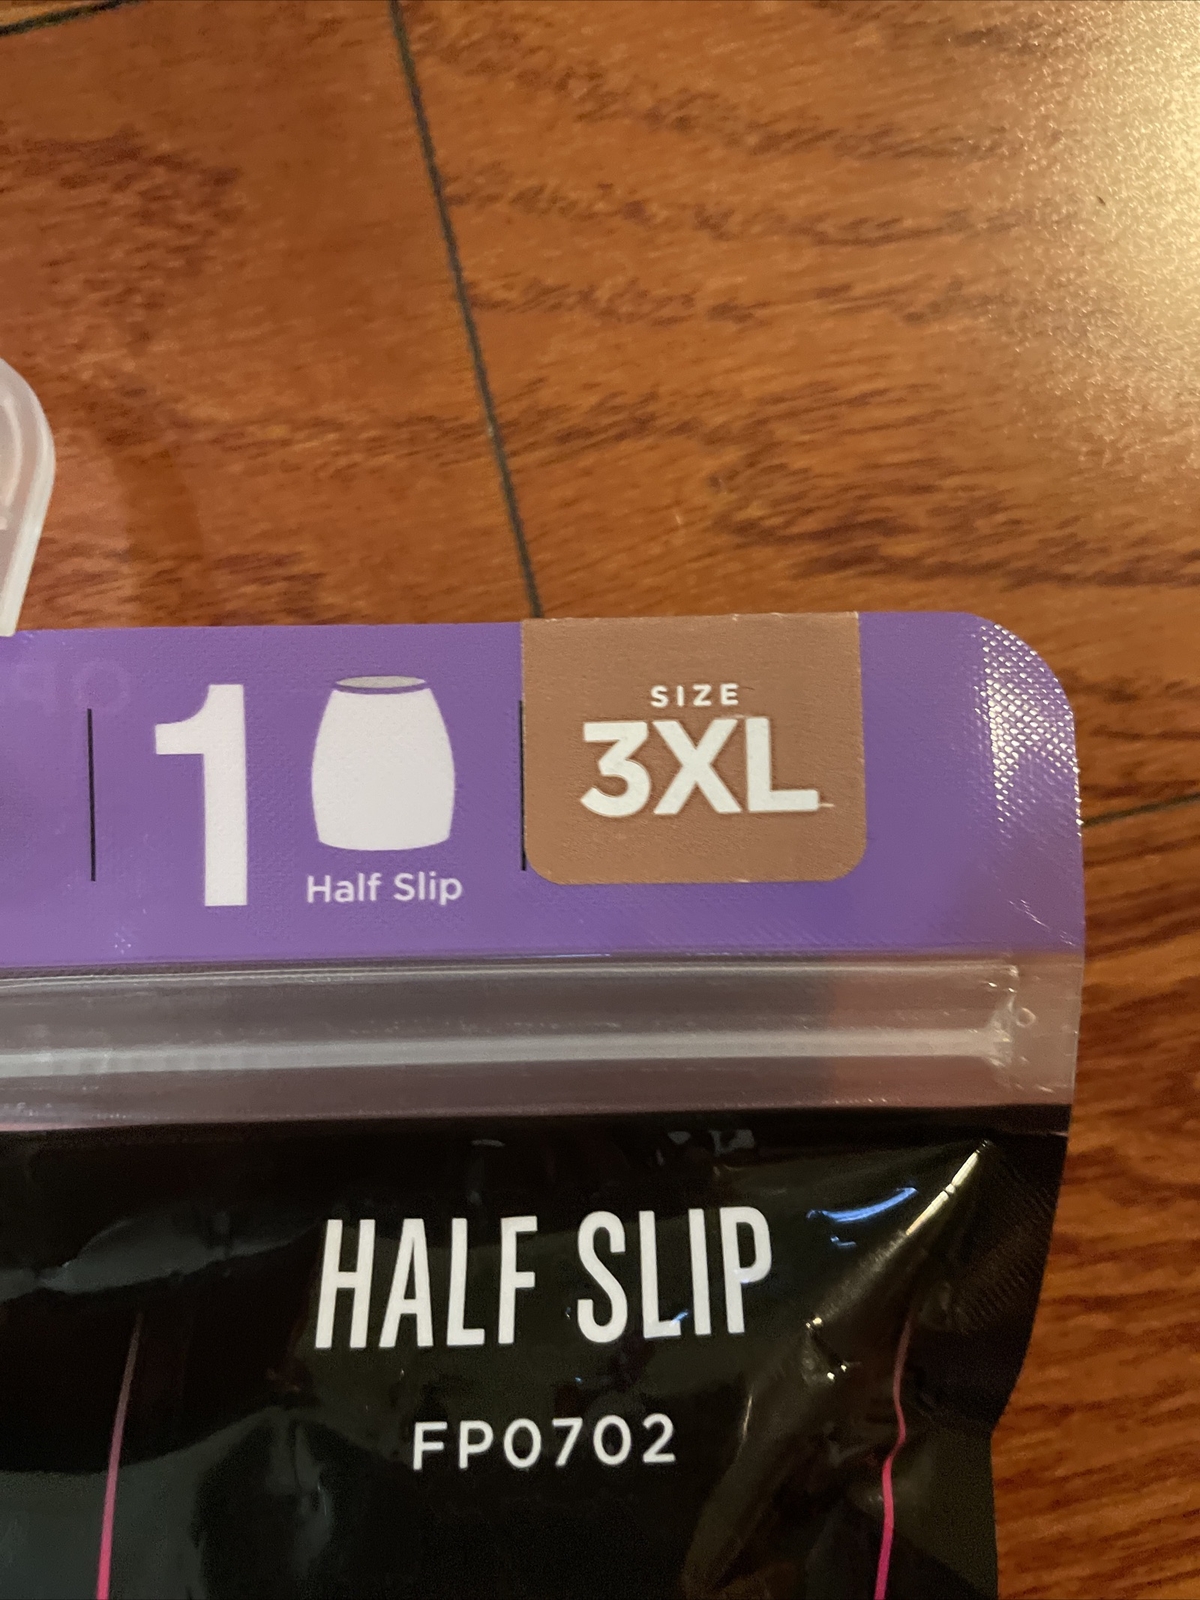 1
Half Slip
SIZE
3XL
HALF SLIP
FP0702